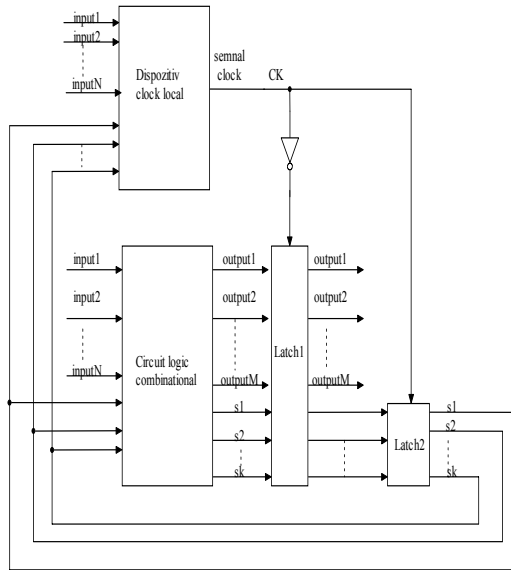 input1
input2
inputN
Dispozitiv
clock local
semnal
clock
CK
input1
input2
inputN
Circuit logic
combinational
output1
output2
outputM
s1
s2
sk
Latch1
output1
output2
outputM
Latch2
s1
s2
sk